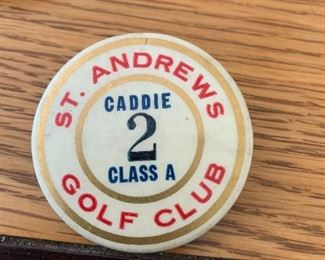 ST. ANDREWS
CADDIE
2
CLASS A
GOLF CLUB